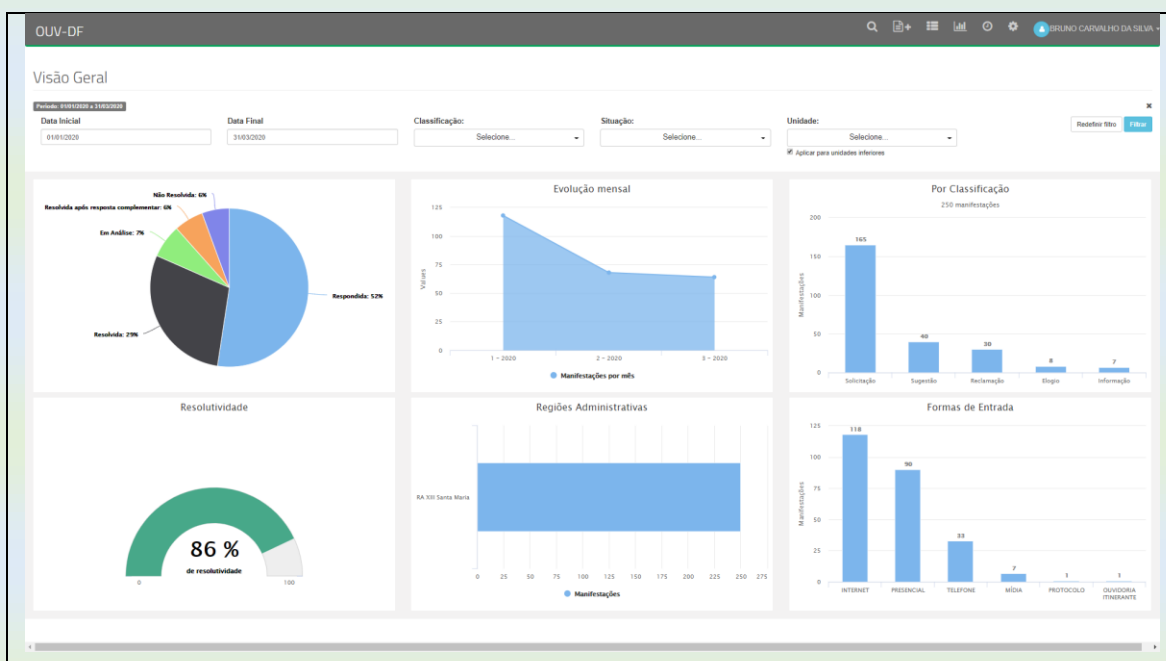 OUV-DF
BRUNO CARVALHO DA SILVA
Visão Geral
Período: 01/01/2020 a 31/03/2020
Data Inicial Data Final Classificação: Situação: Unidade:
01/01/2020 31/03/2020 Selecione... Selecione... Selecione... Redefinir filtro Filtrar
Aplicar para unidades inferiores
Não Resolvida: 6%
Resolvida após resposta complementar: 6%
Em Análise: 7%
Respondida: 52%
Resolvida: 29%
Evolução mensal
125
100
75
50
25
0
Values
1 - 2020 2 - 2020 3 - 2020
Manifestações por mês
Por Classificação
250 manifestações
200
150
100
50
0
Manifestações
165 40 30 8 7
Solicitação Sugestão Reclamação Elogio Informação
Resolutividade
86 %
de resolutividade
0 100
Regiões Administrativas
RA XIII Santa Maria
0 25 50 75 100 125 150 175 200 225 250 275
Manifestações
Formas de Entrada
125
100
75
50
25
0
Manifestações
118 90 33 7 1 1
INTERNET PRESENCIAL TELEFONE MÍDIA PROTOCOLO OUVIDORIA
ITINERANTE